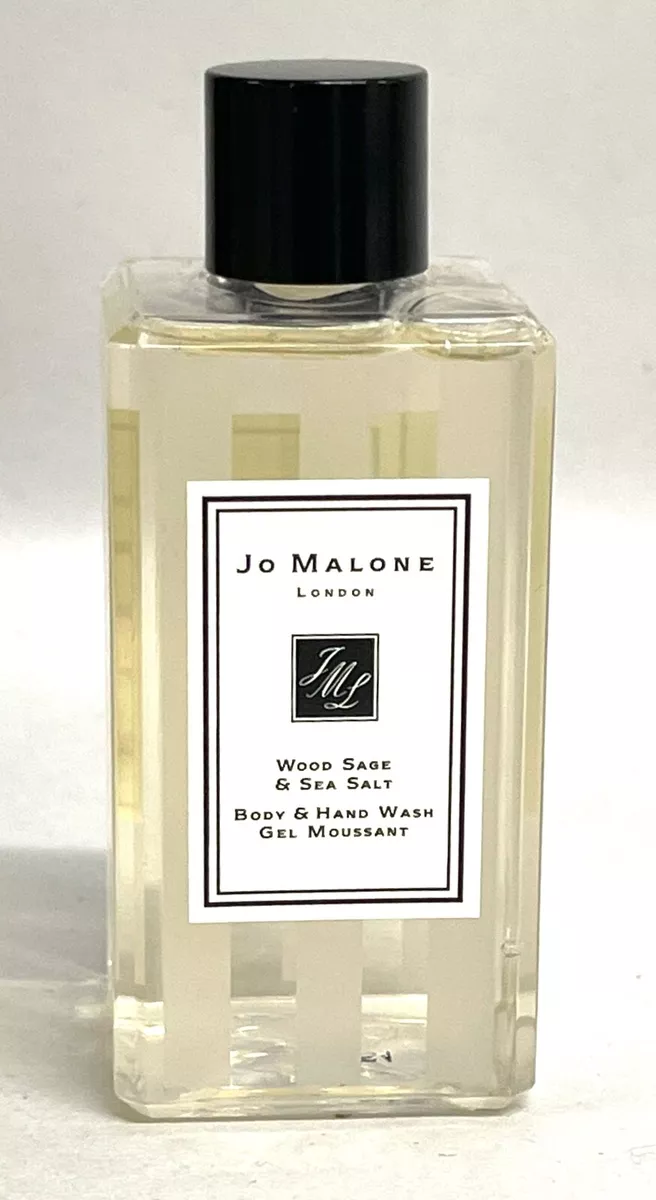 JO MALONE
LONDON
JML
WOOD SAGE
& SEA SALT
BODY & HAND WASH
GEL MOUSSANT